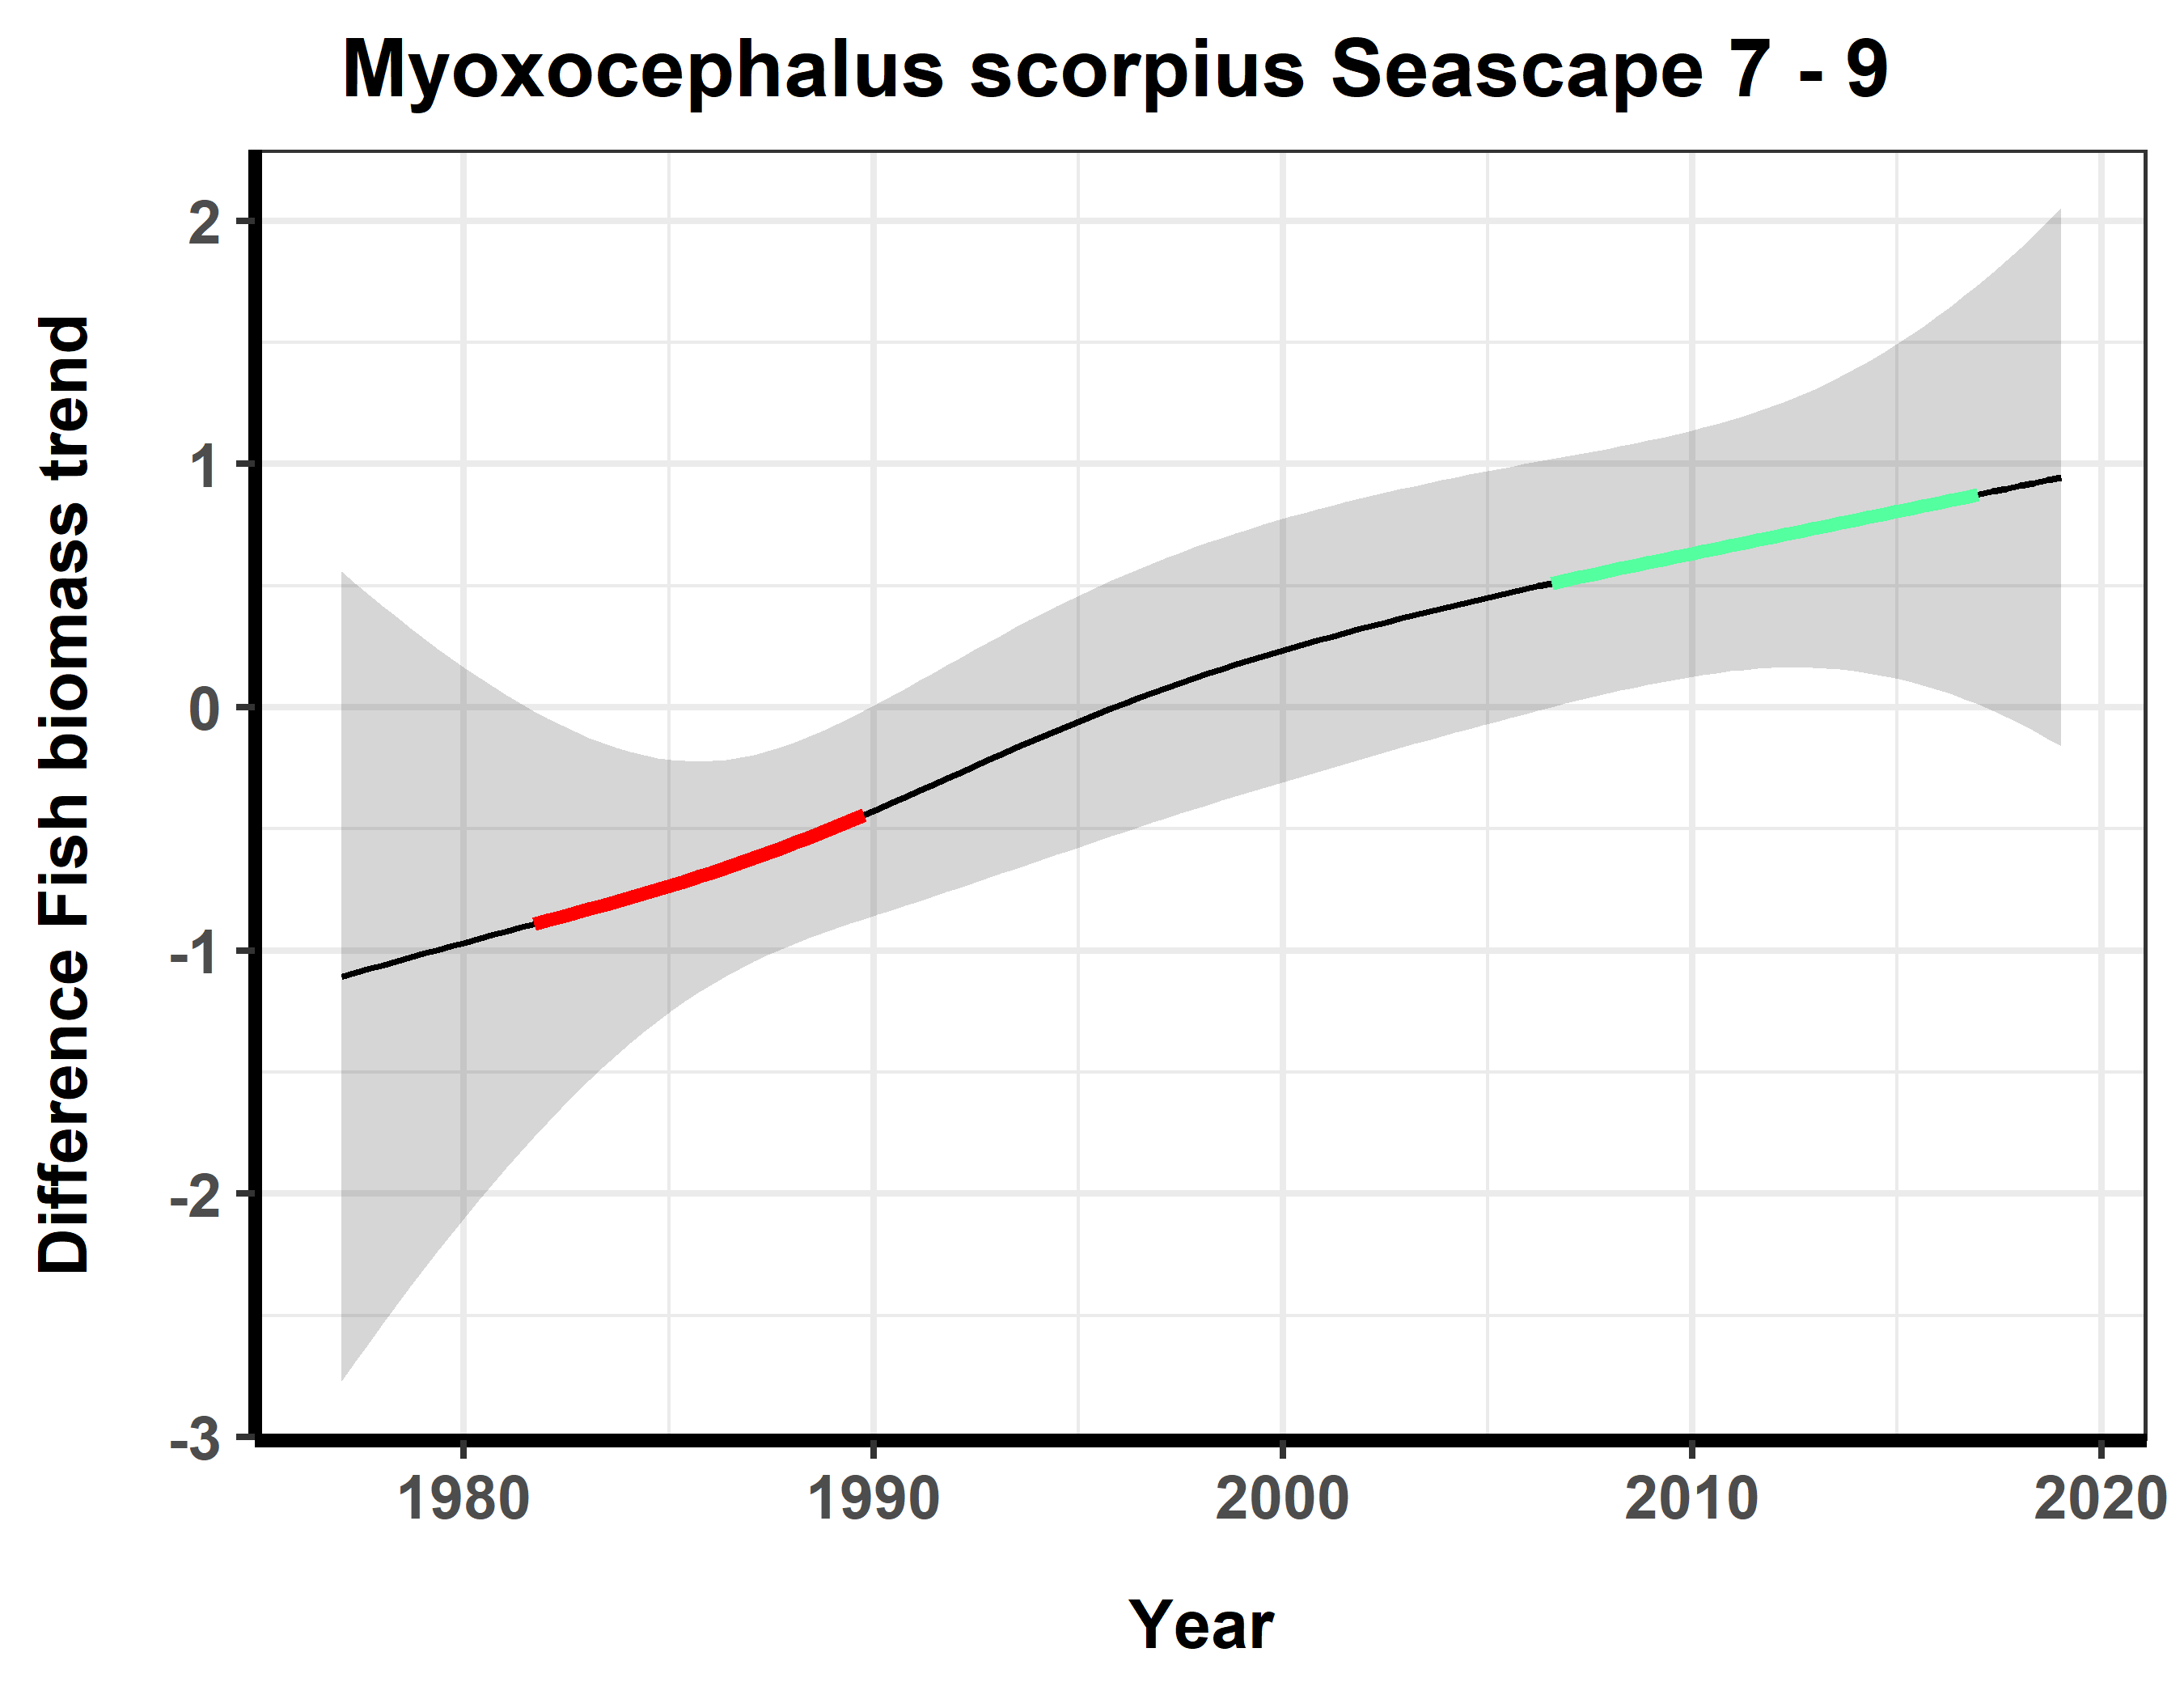 Myoxocephalus scorpius Seascape 7 - 9
Difference Fish biomass trend
2
1
0
-1
-2
-3
1980 1990 2000 2010 2020
Year